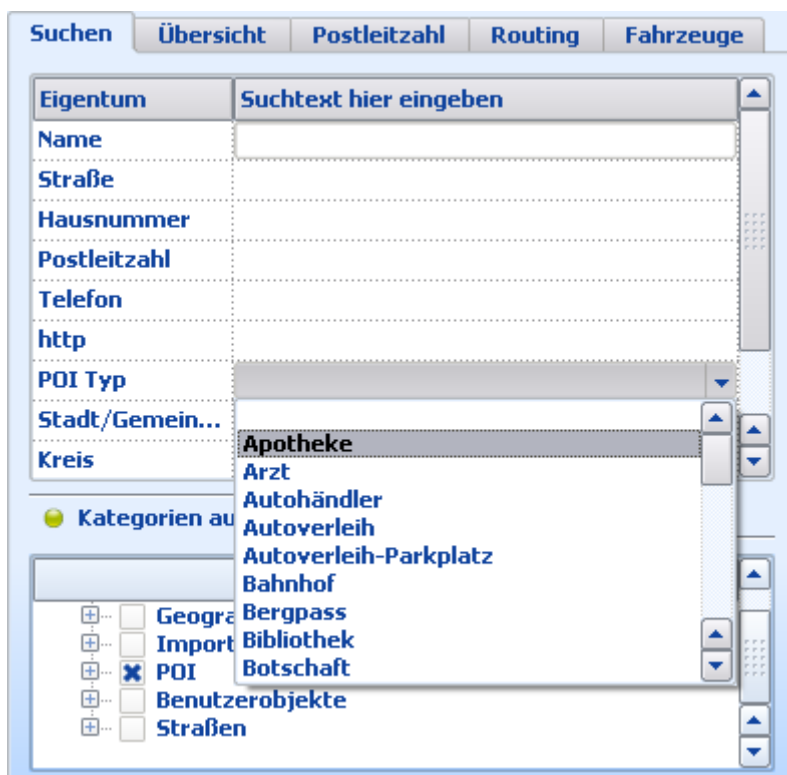 Suchen Übersicht Postleitzahl Routing Fahrzeuge
Eigentum Suchtext hier eingeben
Name
Straße
Hausnummer
Postleitzahl
Telefon
http
POI Typ
Stadt/Gemein...
Apotheke
Kreis
Arzt
Autohändler
Kategorien au
Autoverleih
Autoverleih-Parkplatz
Bahnhof
Geogra
Bergpass
Import
Bibliothek
POI
Botschaft
Benutzerobjekte
Straßen